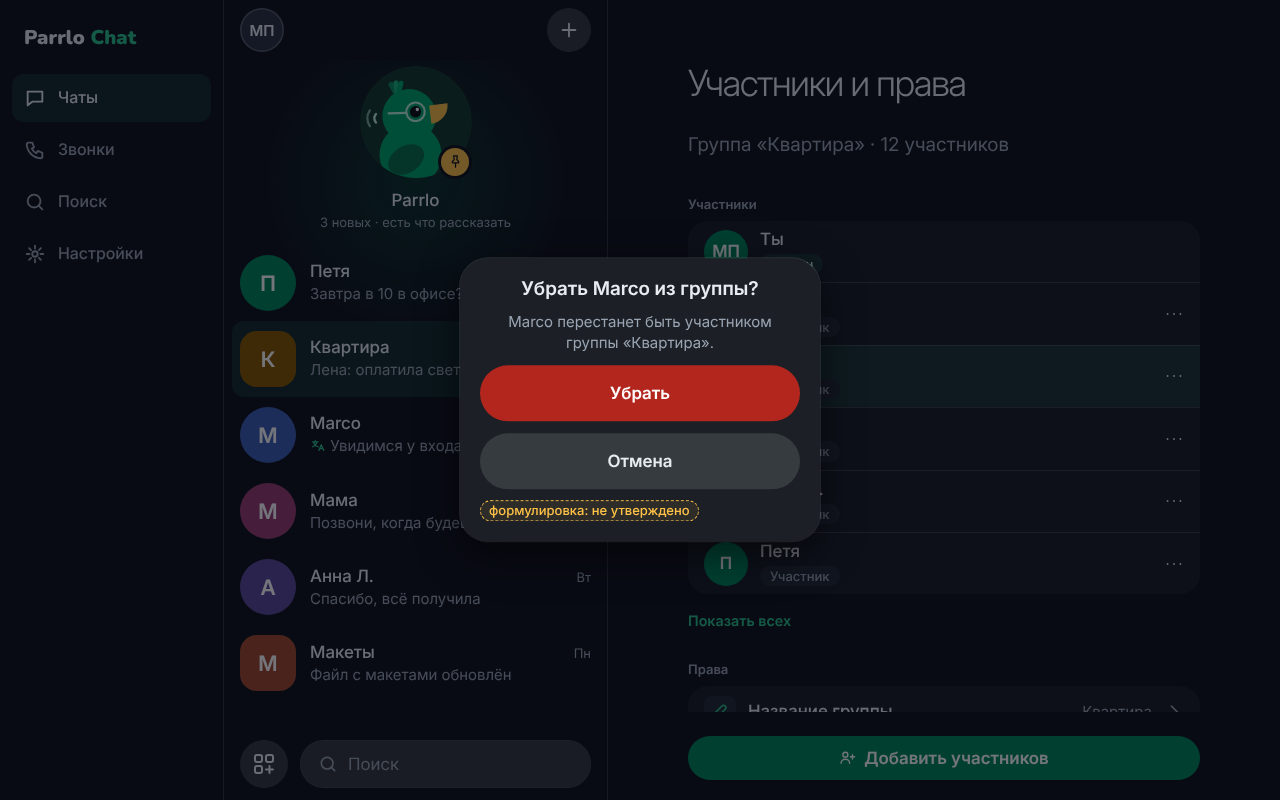 Parrlo Chat
Чаты
Звонки
Поиск
Настройки
МП
Parrlo
3 новых · есть что рассказать
П
Петя
Завтра в 10 в офисе?
К
Квартира
Лена: оплатила свет
M
Marco
Увидимся у входа
М
Мама
Позвони, когда буде
А
Анна Л.
Вт
Спасибо, всё получила
М
Макеты
Пн
Файл с макетами обновлён
Поиск
Участники и права
Группа «Квартира» · 12 участников
Участники
МП
Ты
П
Петя
Участник
Показать всех
Права
Название группы
Квартира
Добавить участников
Убрать Marco из группы?
Marco перестанет быть участником
группы «Квартира».
Убрать
Отмена
формулировка: не утверждено